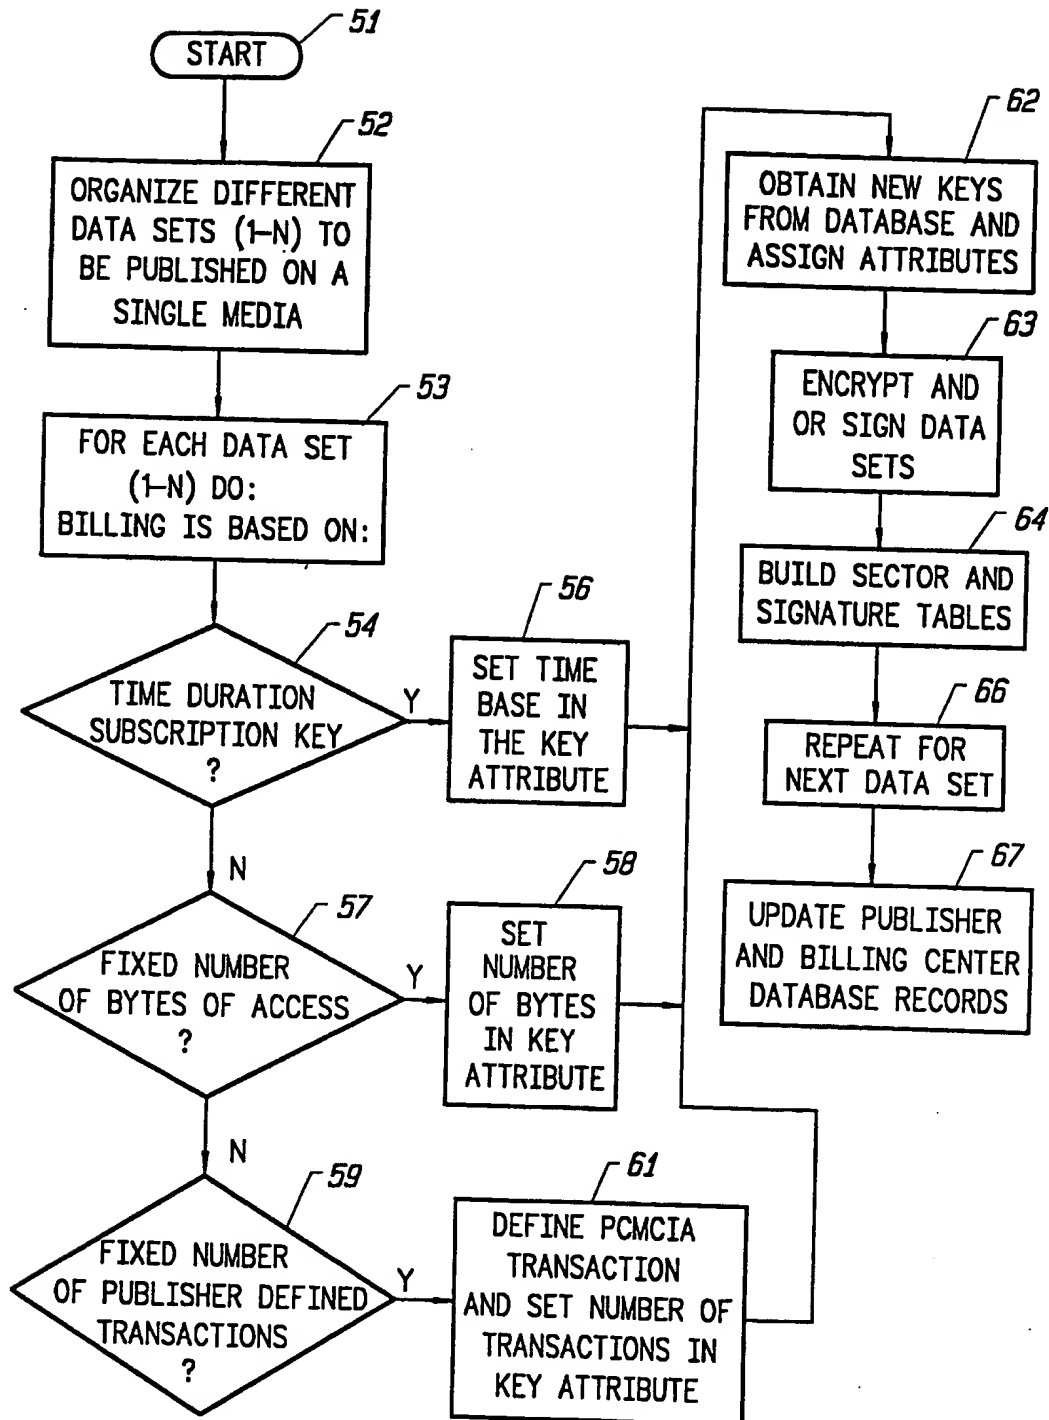 51
START
52
ORGANIZE DIFFERENT
DATA SETS (1-N) TO
BE PUBLISHED ON A
SINGLE MEDIA
53
FOR EACH DATA SET
(1-N) DO:
BILLING IS BASED ON:
54
TIME DURATION
SUBSCRIPTION KEY
?
Y
56
SET TIME
BASE IN
THE KEY
ATTRIBUTE
N
57
FIXED NUMBER
OF BYTES OF ACCESS
?
Y
58
SET
NUMBER
OF BYTES
IN KEY
ATTRIBUTE
N
59
FIXED NUMBER
OF PUBLISHER DEFINED
TRANSACTIONS
?
Y
61
DEFINE PCMCIA
TRANSACTION
AND SET NUMBER OF
TRANSACTIONS IN
KEY ATTRIBUTE
62
OBTAIN NEW KEYS
FROM DATABASE AND
ASSIGN ATTRIBUTES
63
ENCRYPT AND
OR SIGN DATA
SETS
64
BUILD SECTOR AND
SIGNATURE TABLES
66
REPEAT FOR
NEXT DATA SET
67
UPDATE PUBLISHER
AND BILLING CENTER
DATABASE RECORDS